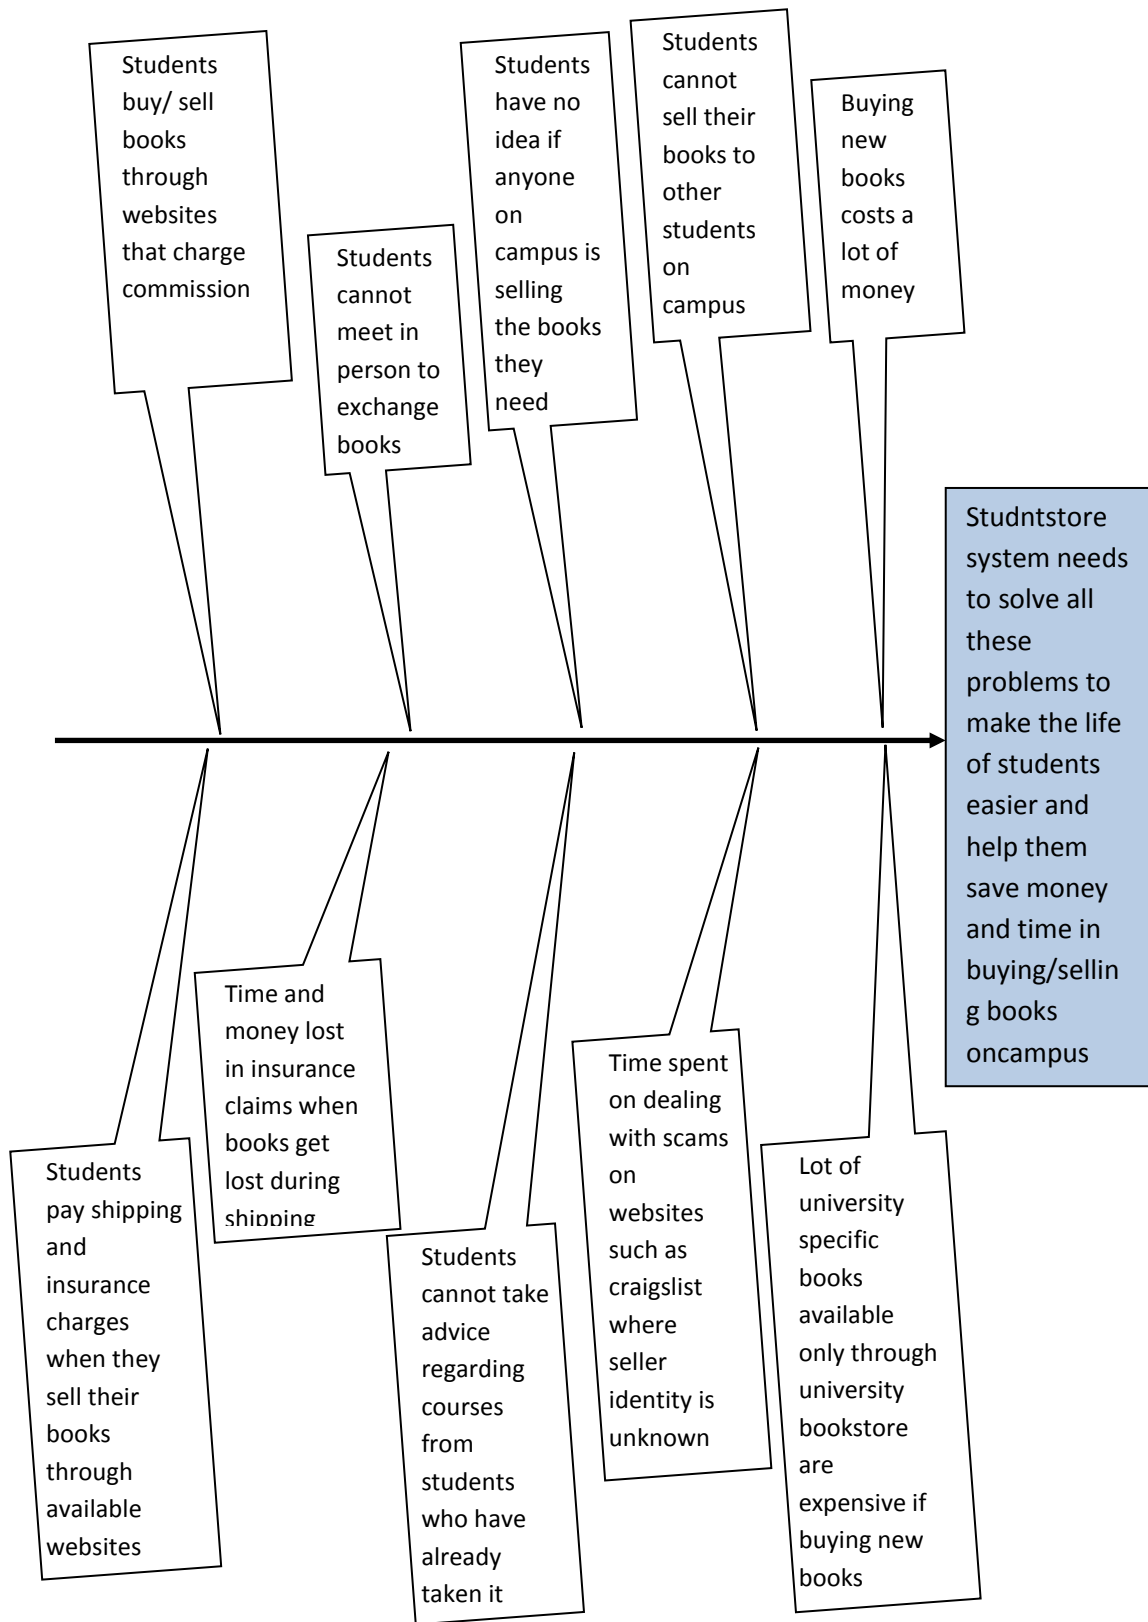 Students
buy/ sell
books
through
websites
that charge
commission
Students
cannot
meet in
person to
exchange
books
Students
have no
idea if
anyone
on
campus is
selling
the books
they
need
Students
cannot
sell their
books to
other
students
on
campus
Buying
new
books
costs a
lot of
money
Studntstore
system needs
to solve all
these
problems to
make the life
of students
easier and
help them
save money
and time in
buying/sellin
g books
oncampus
Students
pay shipping
and
insurance
charges
when they
sell their
books
through
available
websites
Time and
money lost
in insurance
claims when
books get
lost during
shipping
Students
cannot take
advice
regarding
courses
from
students
who have
already
taken it
Time spent
on dealing
with scams
on
websites
such as
craigslist
where
seller
identity is
unknown
Lot of
university
specific
books
available
only through
university
bookstore
are
expensive if
buying new
books